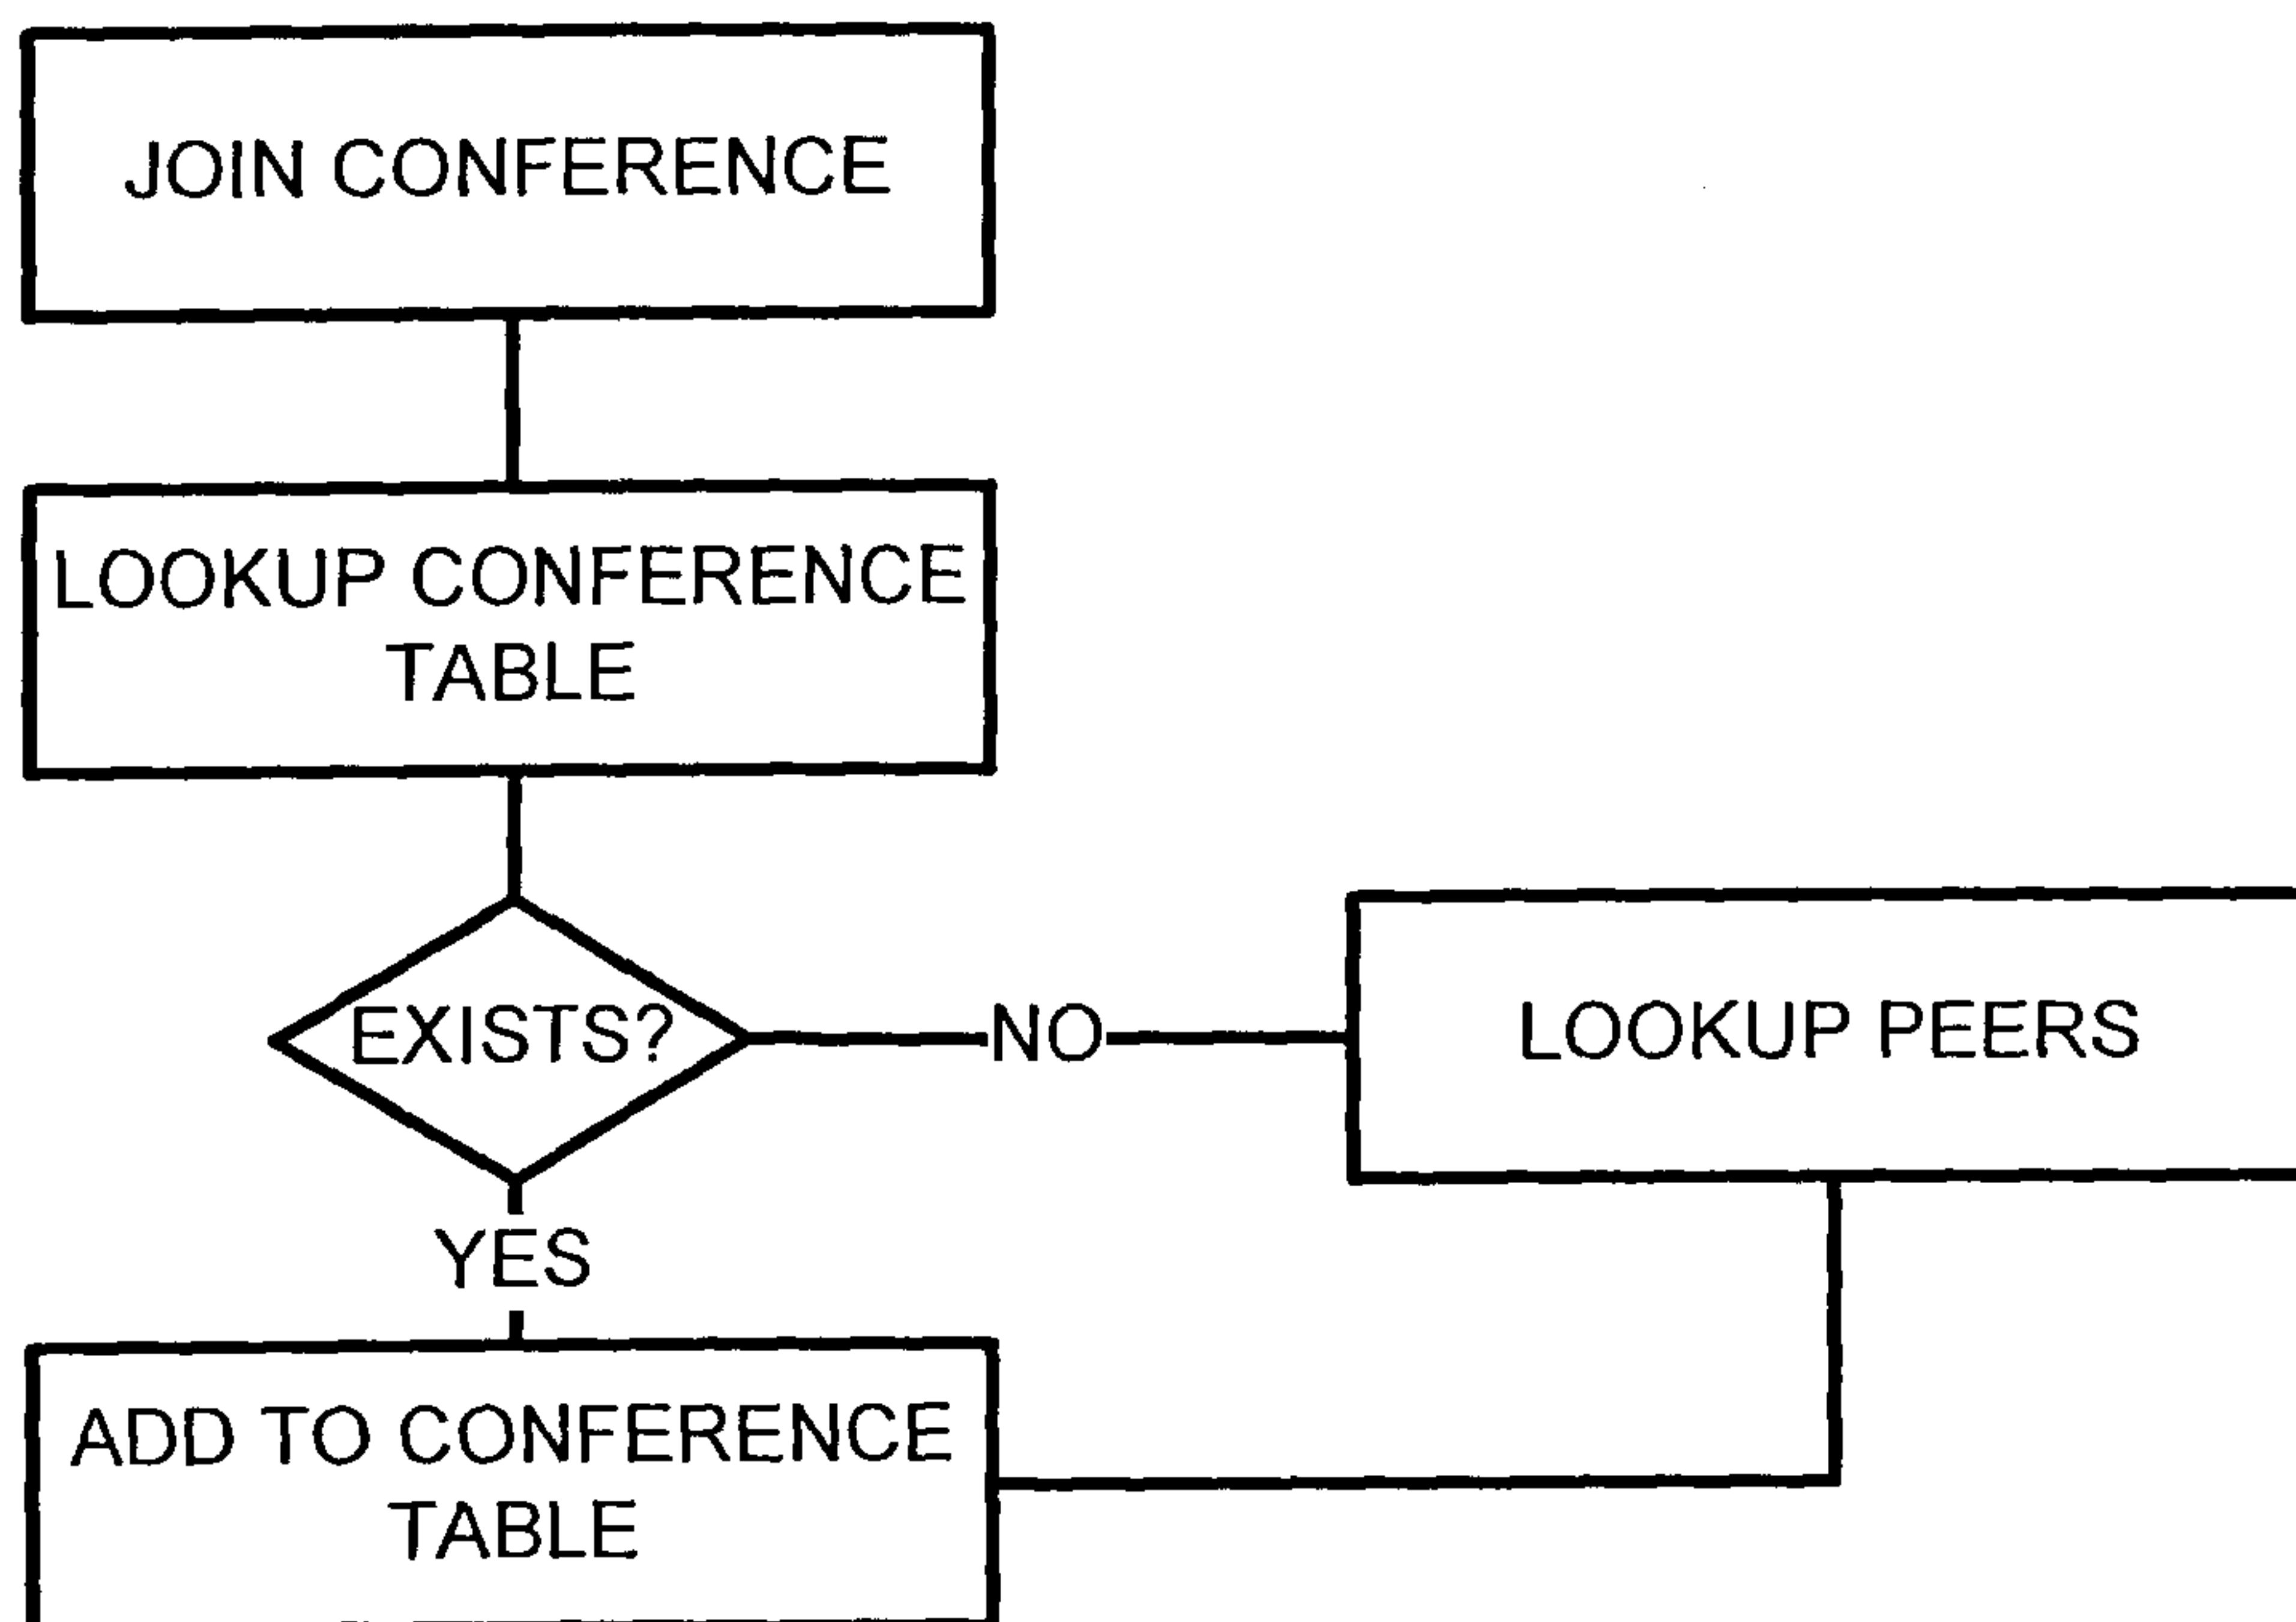 JOIN CONFERENCE
LOOKUP CONFERENCE
TABLE
EXISTS?
NO
LOOKUP PEERS
YES
ADD TO CONFERENCE
TABLE